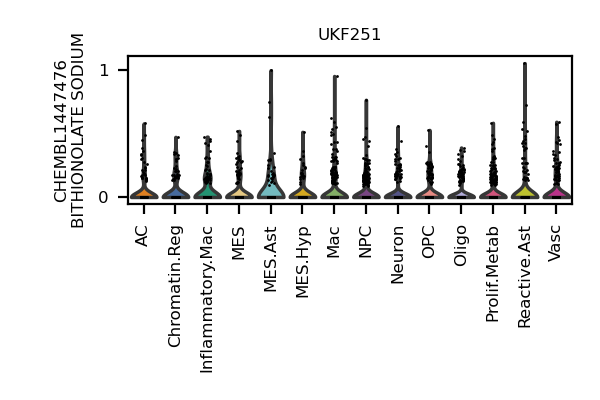 UKF251
CHEMBL1447476
BITHIONOLATE SODIUM
1
0
AC
Chromatin.Reg
Inflammatory.Mac
MES
MES.Ast
MES.Hyp
Mac
NPC
Neuron
OPC
Oligo
Prolif.Metab
Reactive.Ast
Vasc